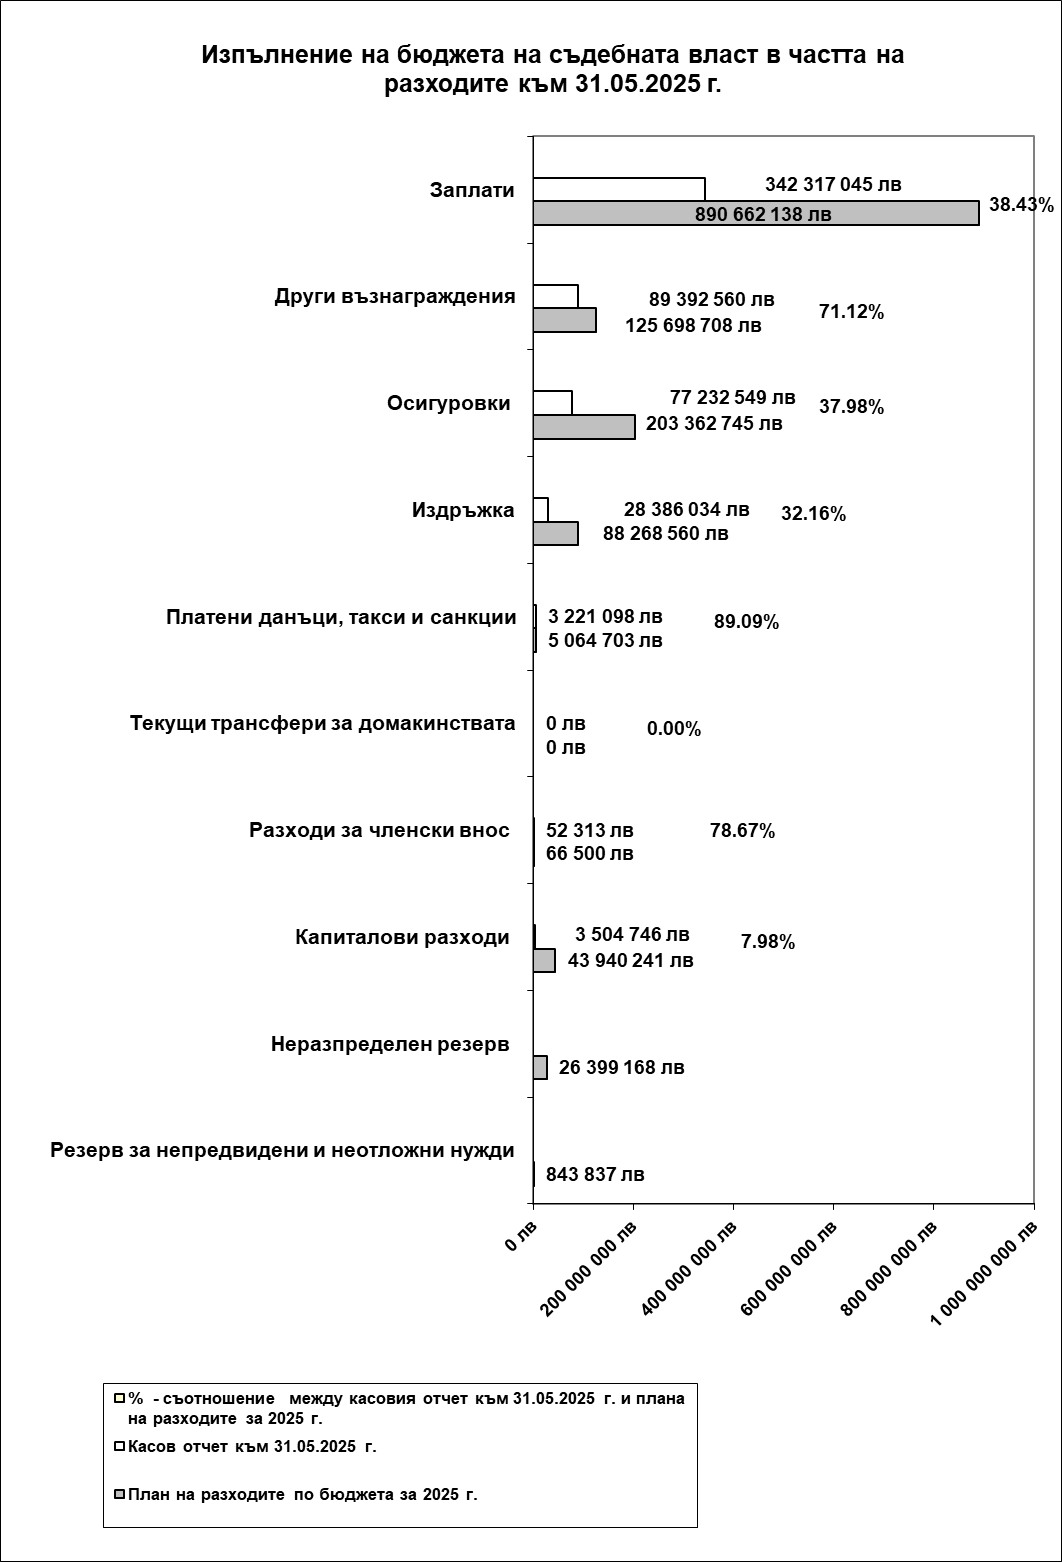 Изпълнение на бюджета на съдебната власт в частта на
разходите към 31.05.2025 г.
Заплати
342 317 045 лв
890 662 138 лв
38.43%
Други възнаграждения
89 392 560 лв
125 698 708 лв
71.12%
Осигуровки
77 232 549 лв
203 362 745 лв
37.98%
Издръжка
28 386 034 лв
88 268 560 лв
32.16%
Платени данъци, такси и санкции
3 221 098 лв
5 064 703 лв
89.09%
Текущи трансфери за домакинствата
0 лв
0 лв
0.00%
Разходи за членски внос
52 313 лв
66 500 лв
78.67%
Капиталови разходи
3 504 746 лв
43 940 241 лв
7.98%
Неразпределен резерв
26 399 168 лв
Резерв за непредвидени и неотложни нужди
843 837 лв
0 лв
200 000 000 лв
400 000 000 лв
600 000 000 лв
800 000 000 лв
1 000 000 000 лв
% - съотношение между касовия отчет към 31.05.2025 г. и плана
на разходите за 2025 г.
Касов отчет към 31.05.2025 г.
План на разходите по бюджета за 2025 г.